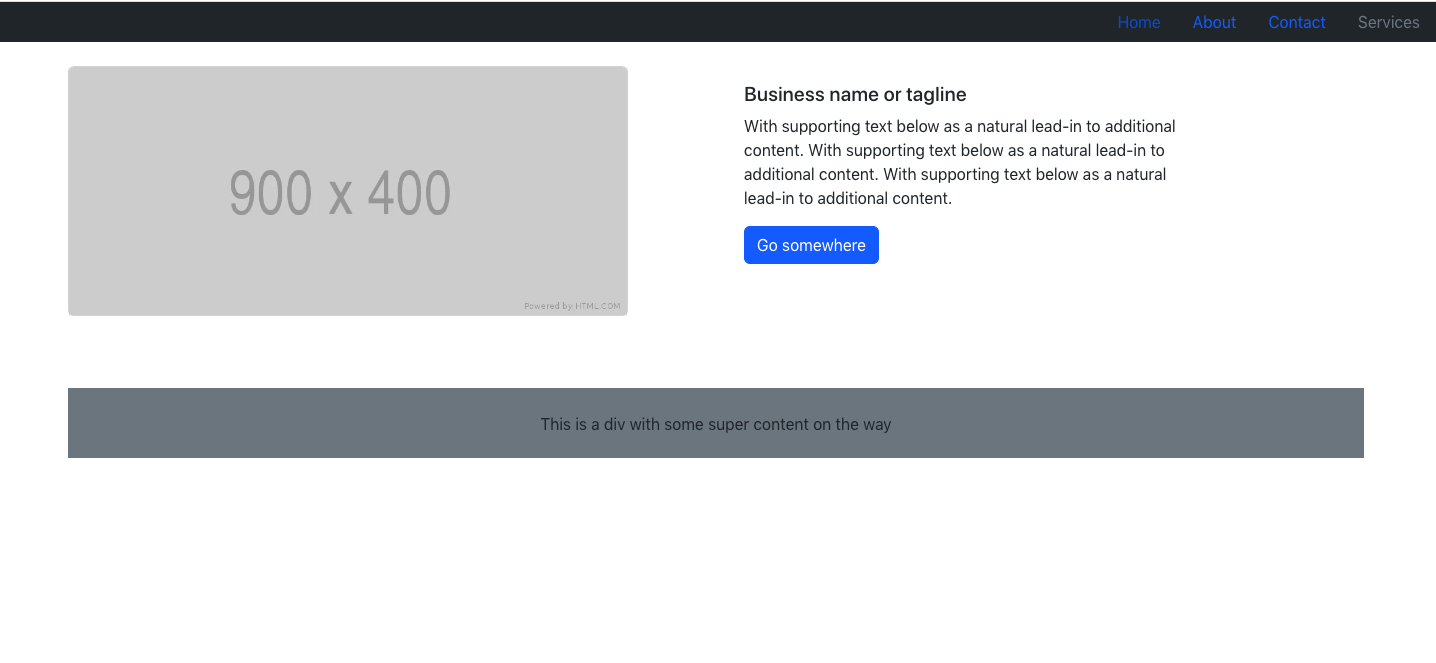 Home About Contact Services
900 x 400
Powered by HTML.COM
Business name or tagline
With supporting text below as a natural lead-in to additional
content. With supporting text below as a natural lead-in to
additional content. With supporting text below as a natural
lead-in to additional content.
Go somewhere
This is a div with some super content on the way